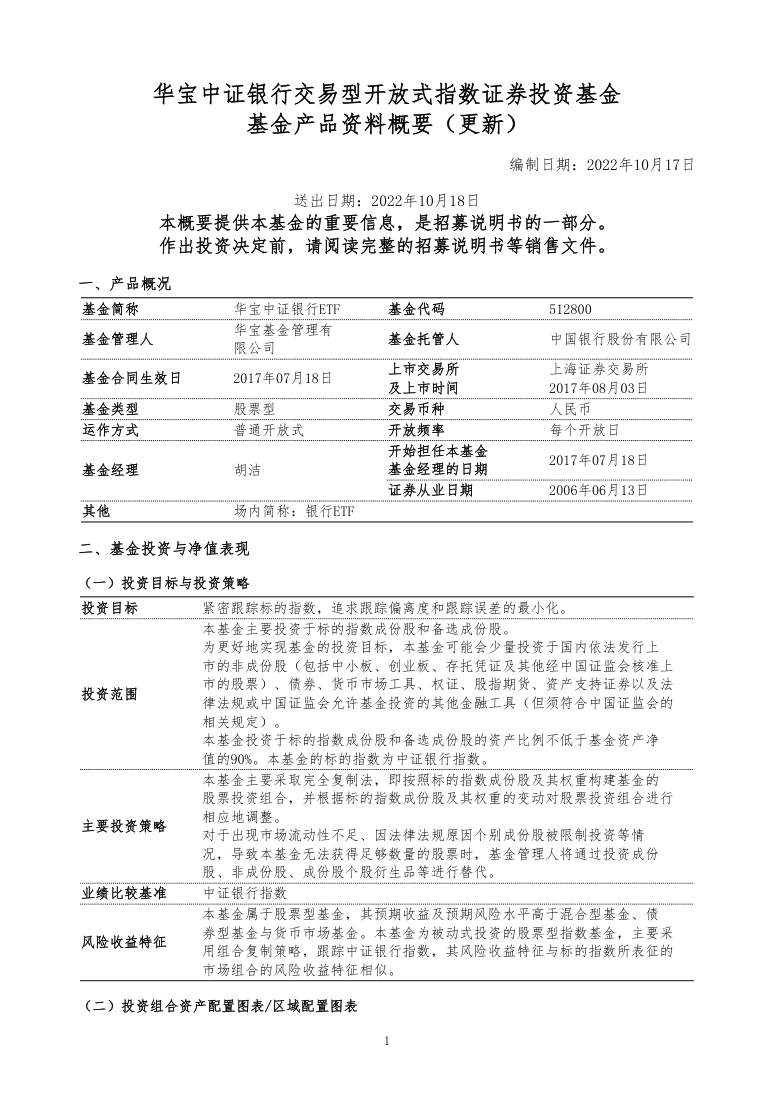 华宝中证银行交易型开放式指数证券投资基金
基金产品资料概要（更新）
编制日期：2022年10月17日
送出日期：2022年10月18日
本概要提供本基金的重要信息，是招募说明书的一部分。
作出投资决定前，请阅读完整的招募说明书等销售文件。
一、产品概况
基金简称 华宝中证银行ETF 基金代码 512800
基金管理人 华宝基金管理有
限公司 基金托管人 中国银行股份有限公司
基金合同生效日 2017年07月18日 上市交易所
及上市时间 上海证券交易所
2017年08月03日
基金类型 股票型 交易币种 人民币
运作方式 普通开放式 开放频率 每个开放日
基金经理 胡洁 开始担任本基金
基金经理的日期 2017年07月18日
证券从业日期 2006年06月13日
其他 场内简称：银行ETF
二、基金投资与净值表现
（一）投资目标与投资策略
投资目标 紧密跟踪标的指数，追求跟踪偏离度和跟踪误差的最小化。
投资范围 本基金主要投资于标的指数成份股和备选成份股。
为更好地实现基金的投资目标，本基金可能会少量投资于国内依法发行上
市的非成份股（包括中小板、创业板、存托凭证及其他经中国证监会核准上
市的股票）、债券、货币市场工具、权证、股指期货、资产支持证券以及法
律法规或中国证监会允许基金投资的其他金融工具（但须符合中国证监会的
相关规定）。
本基金投资于标的指数成份股和备选成份股的资产比例不低于基金资产净
值的90%。本基金的标的指数为中证银行指数。
主要投资策略 本基金主要采取完全复制法，即按照标的指数成份股及其权重构建基金的
股票投资组合，并根据标的指数成份股及其权重的变动对股票投资组合进行
相应地调整。
对于出现市场流动性不足、因法律法规原因个别成份股被限制投资等情
况，导致本基金无法获得足够数量的股票时，基金管理人将通过投资成份
股、非成份股、成份股个股衍生品等进行替代。
业绩比较基准 中证银行指数
风险收益特征 本基金属于股票型基金，其预期收益及预期风险水平高于混合型基金、债
券型基金与货币市场基金。本基金为被动式投资的股票型指数基金，主要采
用组合复制策略，跟踪中证银行指数，其风险收益特征与标的指数所表征的
市场组合的风险收益特征相似。
（二）投资组合资产配置图表/区域配置图表
1